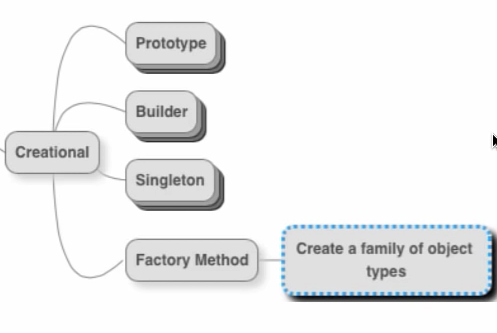 Prototype
Builder
Creational
Singleton
Factory Method
Create a family of object
types